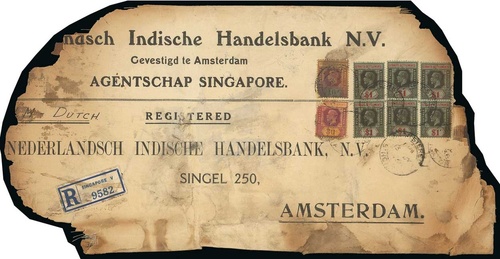 ndsch Indische Handelsbank N.V.
Gevestigd te Amsterdam
AGENTSCHAP SINGAPORE.
DUTCH
REGISTERED
NEDERLANDSCH INDISCHE HANDELSBANK, N.V.
SINGEL 250,
AMSTERDAM.
R
SINGAPORE
9582